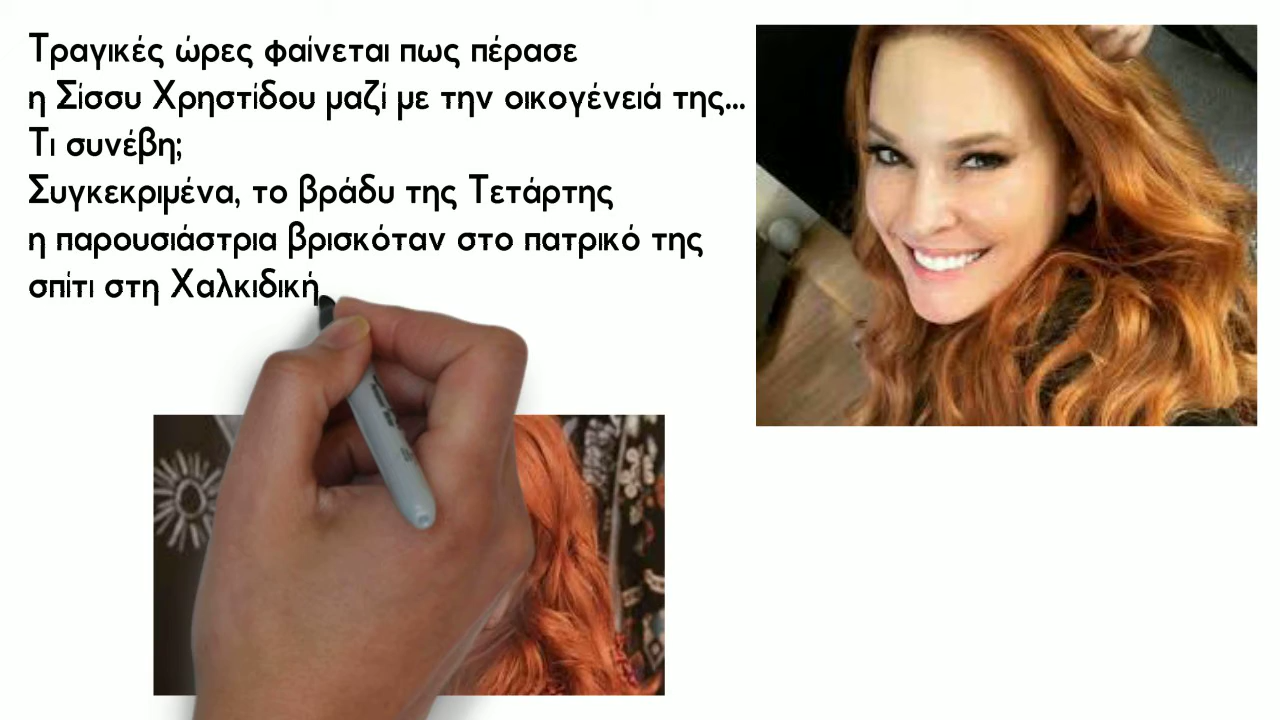 Τραγικές ώρες φαίνεται πως πέρασε
η Σίσσυ Χρηστίδου μαζί με την οικογένειά της...
Τι συνέβη;
Συγκεκριμένα, το βράδυ της Τετάρτης
η παρουσιάστρια βρισκόταν στο πατρικό της
σπίτι στη Χαλκιδική